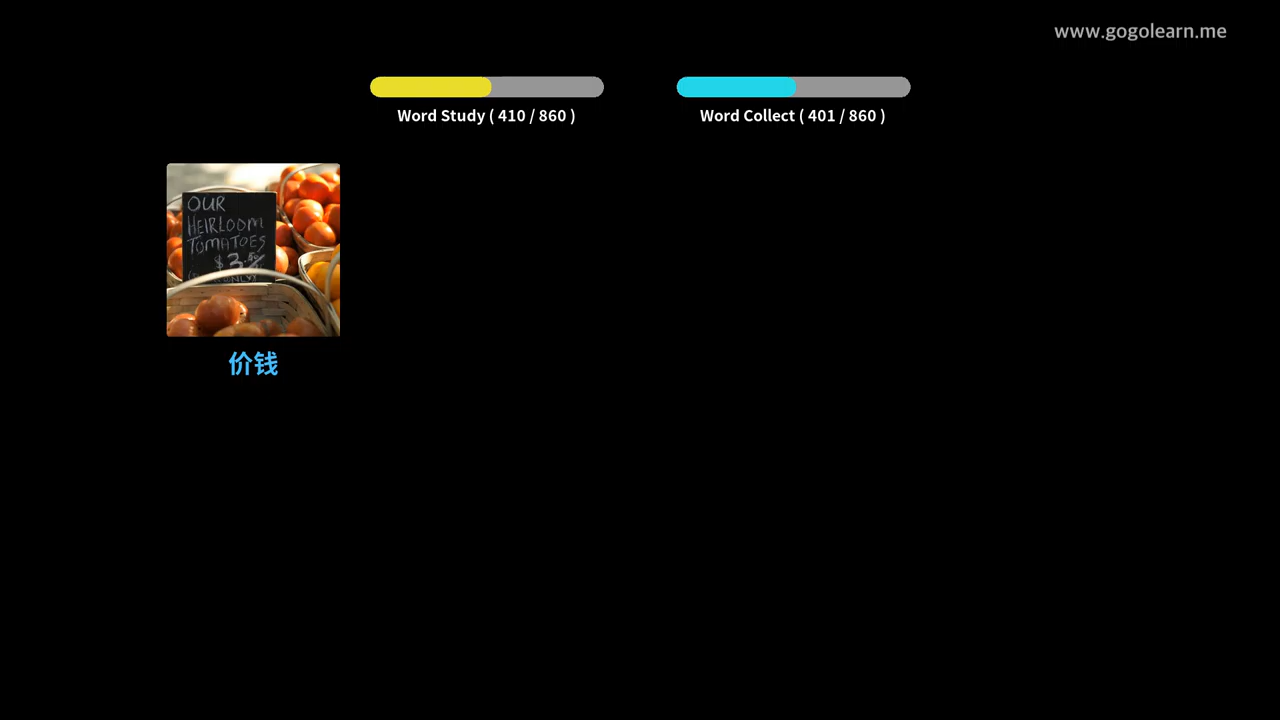 www.gogolearn.me
Word Study ( 410 / 860 )
Word Collect ( 401 / 860 )
OUR
HEIRLOOM
TOMATOES
价钱